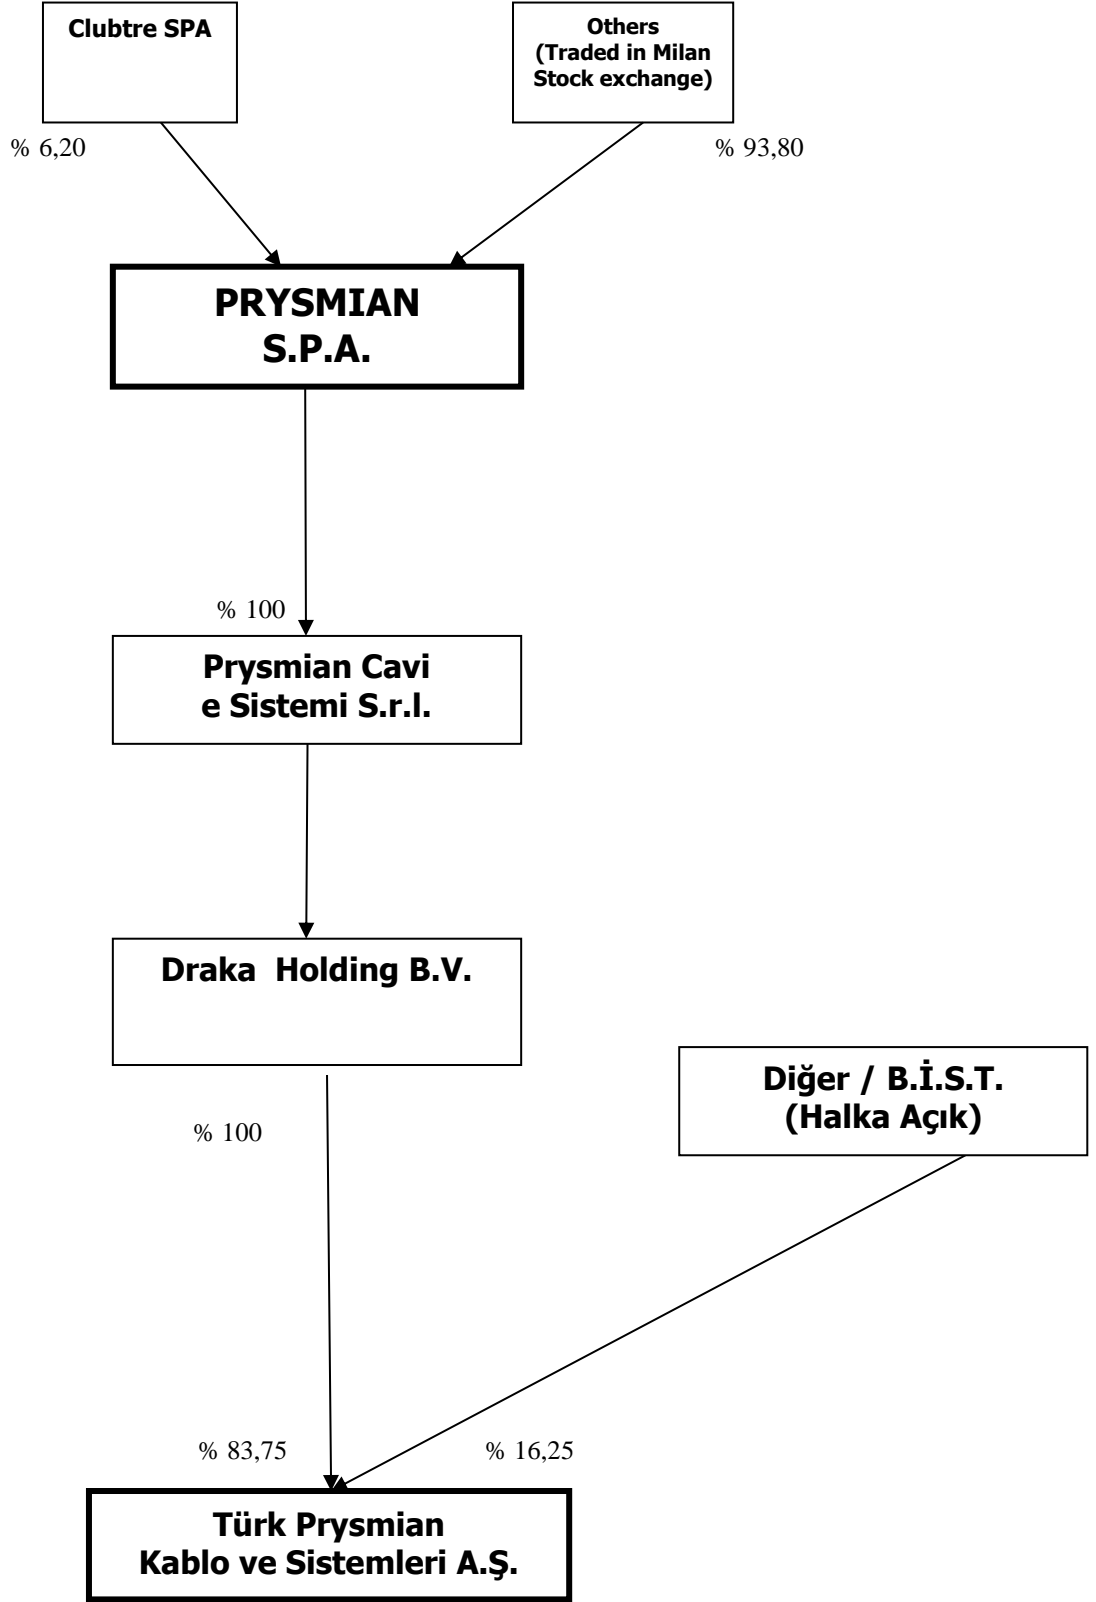 Clubtre SPA
Others
(Traded in Milan
Stock exchange)
% 6,20
% 93,80
PRYSMIAN
S.P.A.
% 100
Prysmian Cavi
e Sistemi S.r.l.
Draka Holding B.V.
Diğer / B.İ.S.T.
(Halka Açık)
% 100
% 83,75
% 16,25
Türk Prysmian
Kablo ve Sistemleri A.Ş.